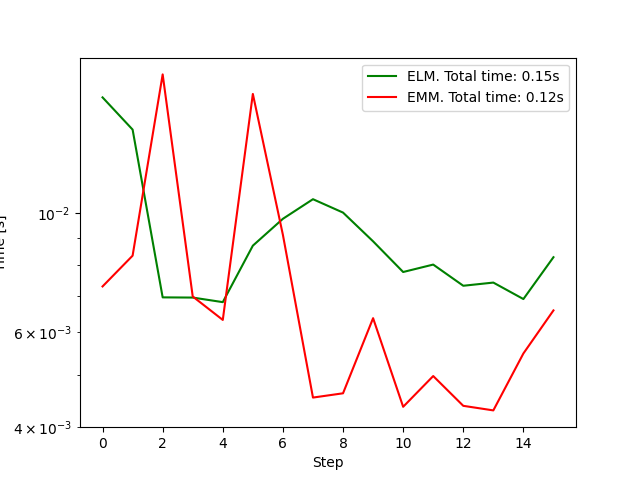 ELM. Total time: 0.15s
EMM. Total time: 0.12s
10⁻²
6 × 10⁻³
4 × 10⁻³
0 2 4 6 8 10 12 14
Step
Time [s]